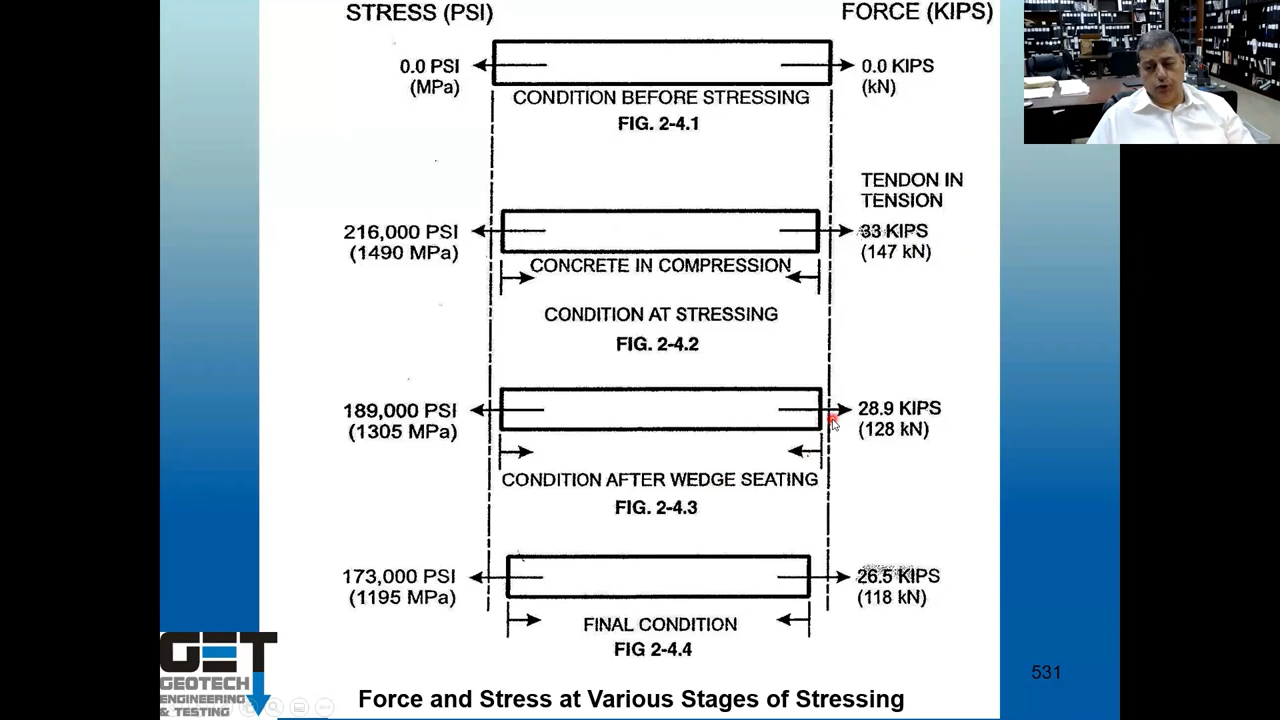 STRESS (PSI)
FORCE (KIPS)
0.0 PSI
(MPa)
0.0 KIPS
(kN)
CONDITION BEFORE STRESSING
FIG. 2-4.1
TENDON IN
TENSION
216,000 PSI
(1490 MPa)
33 KIPS
(147 kN)
CONCRETE IN COMPRESSION
CONDITION AT STRESSING
FIG. 2-4.2
189,000 PSI
(1305 MPa)
28.9 KIPS
(128 kN)
CONDITION AFTER WEDGE SEATING
FIG. 2-4.3
173,000 PSI
(1195 MPa)
26.5 KIPS
(118 kN)
FINAL CONDITION
FIG 2-4.4
GET
GEOTECH
ENGINEERING
& TESTING
531
Force and Stress at Various Stages of Stressing